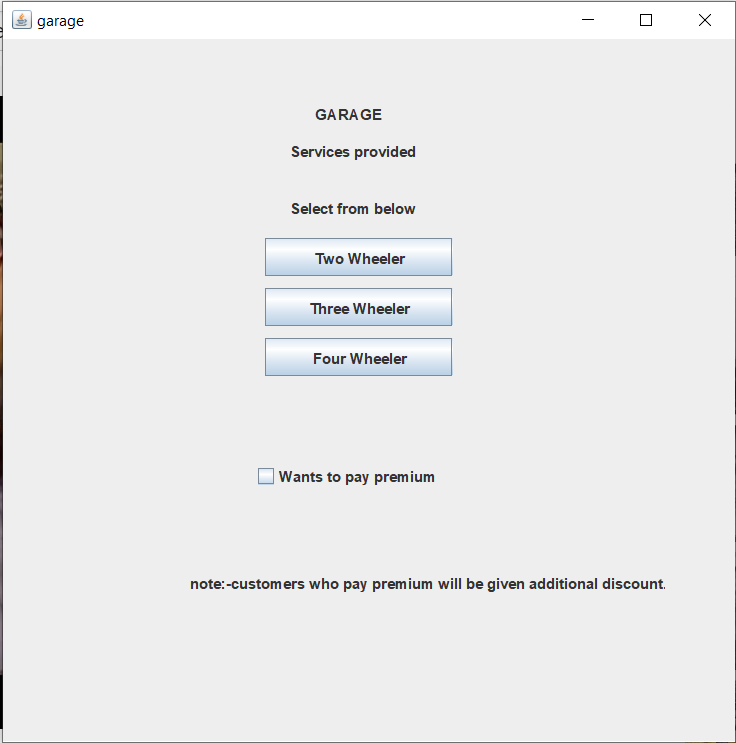 garage
GARAGE
Services provided
Select from below
Two Wheeler
Three Wheeler
Four Wheeler
Wants to pay premium
note:-customers who pay premium will be given additional discount.